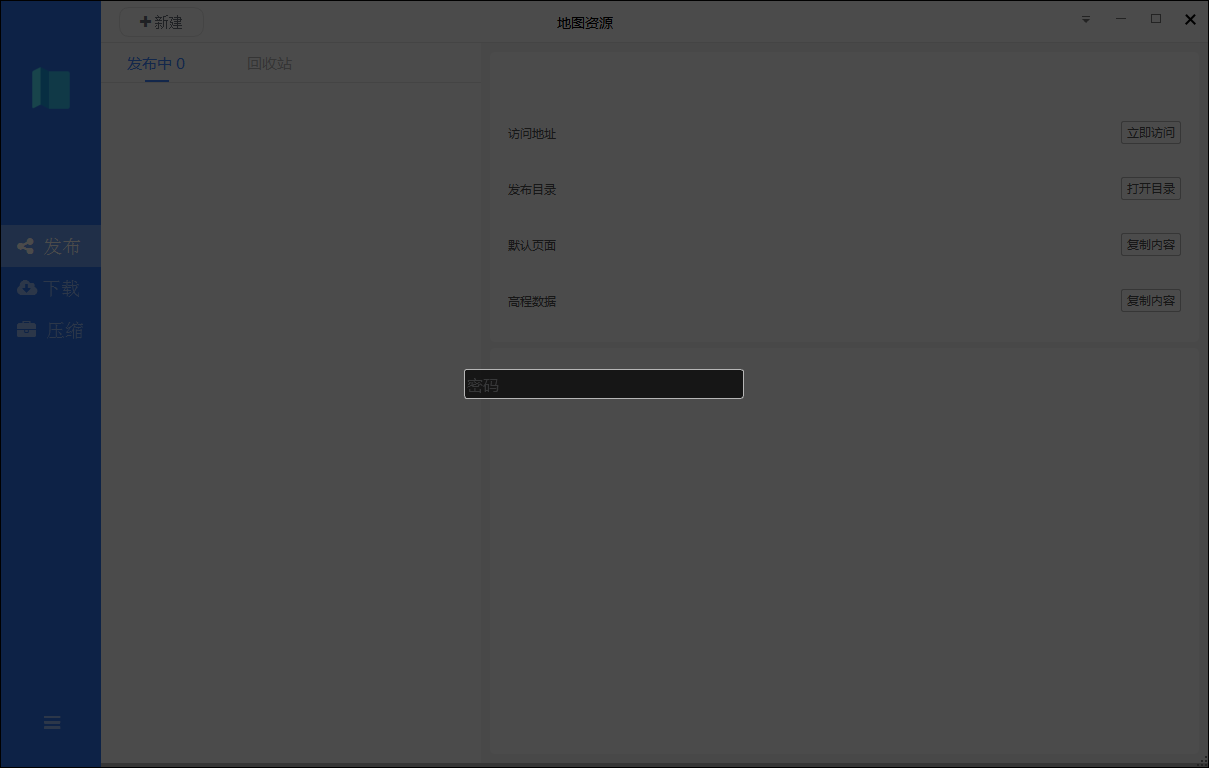 新建
地图资源
发布中 0
回收站
发布
下载
压缩
访问地址
立即访问
发布目录
打开目录
默认页面
复制内容
高程数据
复制内容
密码